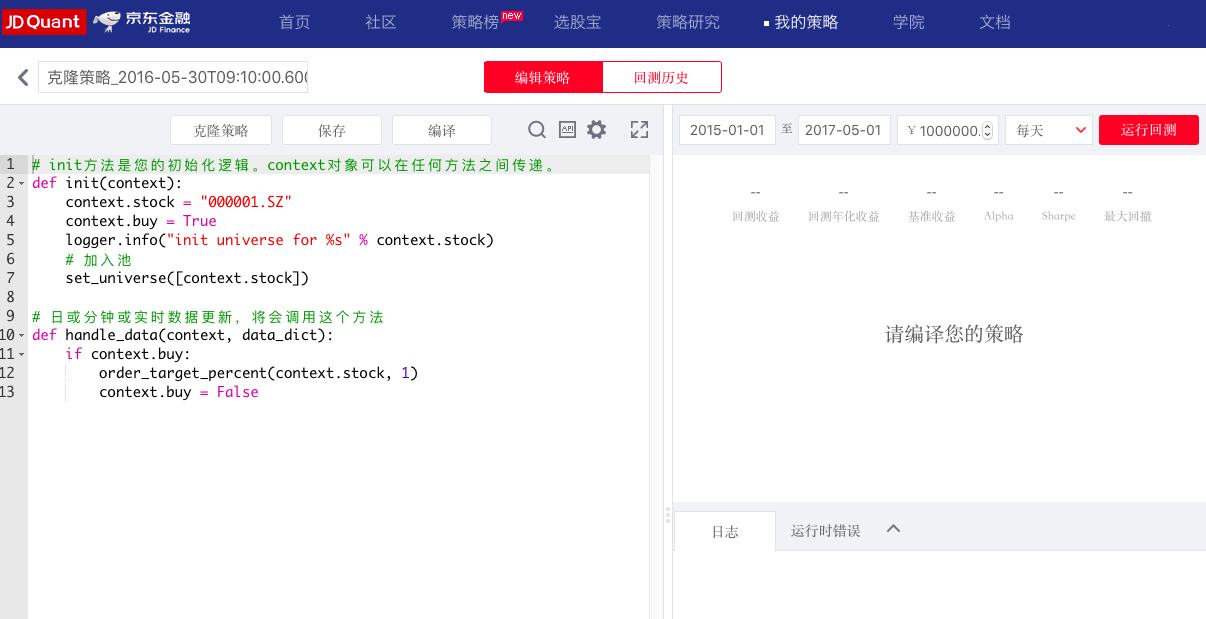 JD Quant 京东金融 JD Finance 首页 社区 策略榜 new 选股宝 策略研究 我的策略 学院 文档
克隆策略_2016-05-30T09:10:00.600 编辑策略 回测历史
克隆策略 保存 编译 API 2015-01-01 至 2017-05-01 ¥ 1000000. 每天 运行回测
1 # init方法是您的初始化逻辑。context对象可以在任何方法之间传递。
2 def init(context):
3 context.stock = "000001.SZ"
4 context.buy = True
5 logger.info("init universe for %s" % context.stock)
6 # 加入池
7 set_universe([context.stock])
8
9 # 日或分钟或实时数据更新，将会调用这个方法
10 def handle_data(context, data_dict):
11 if context.buy:
12 order_target_percent(context.stock, 1)
13 context.buy = False
-- -- -- -- -- --
回测收益 回测年化收益 基准收益 Alpha Sharpe 最大回撤
请编译您的策略
日志 运行时错误